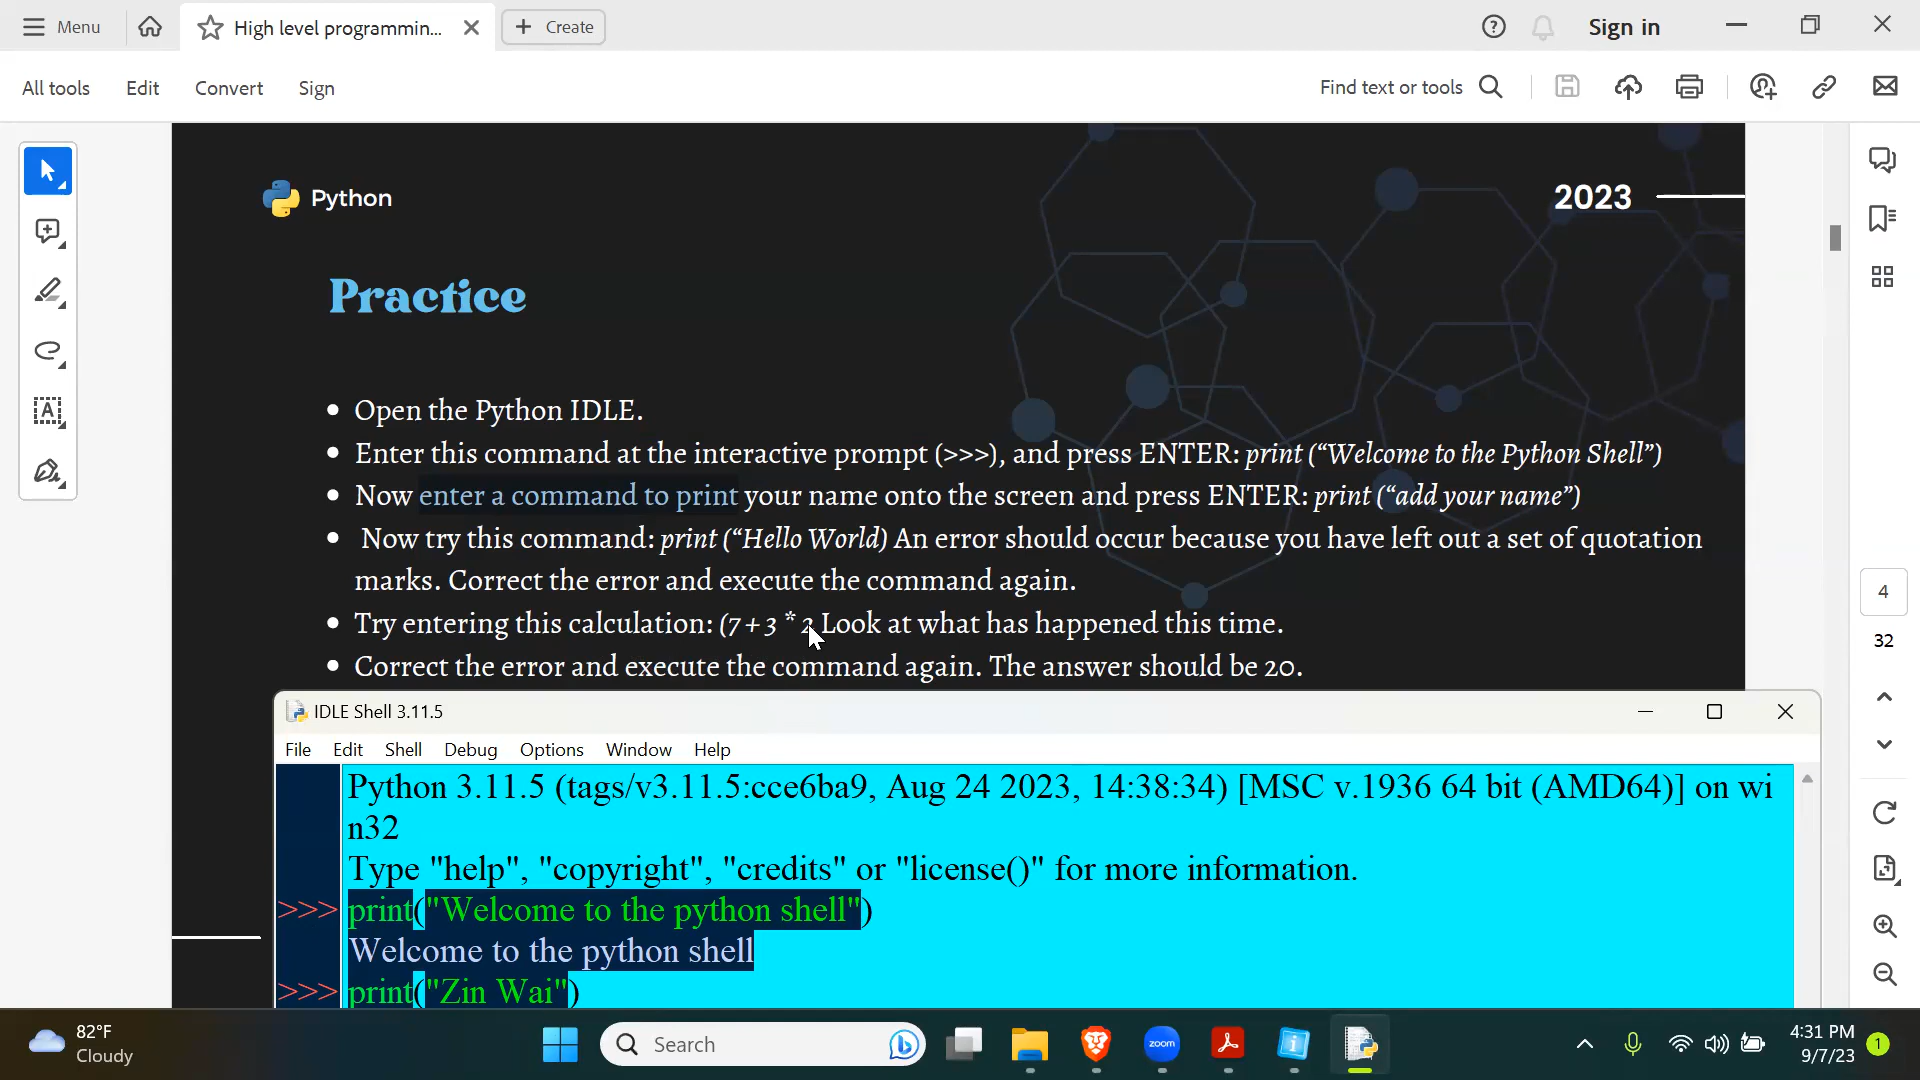 Menu
High level programmin...
Create
Sign in
All tools
Edit
Convert
Sign
Find text or tools
Python
2023
Practice
• Open the Python IDLE.
• Enter this command at the interactive prompt (>>>), and press ENTER: print (“Welcome to the Python Shell”)
• Now enter a command to print your name onto the screen and press ENTER: print (“add your name”)
• Now try this command: print (“Hello World) An error should occur because you have left out a set of quotation
marks. Correct the error and execute the command again.
• Try entering this calculation: (7 + 3 * 2 Look at what has happened this time.
• Correct the error and execute the command again. The answer should be 20.
4
32
IDLE Shell 3.11.5
File Edit Shell Debug Options Window Help
Python 3.11.5 (tags/v3.11.5:cce6ba9, Aug 24 2023, 14:38:34) [MSC v.1936 64 bit (AMD64)] on wi
n32
Type "help", "copyright", "credits" or "license()" for more information.
>>> print("Welcome to the python shell")
Welcome to the python shell
>>> print("Zin Wai")
82°F
Cloudy
Search
zoom
4:31 PM
9/7/23
1